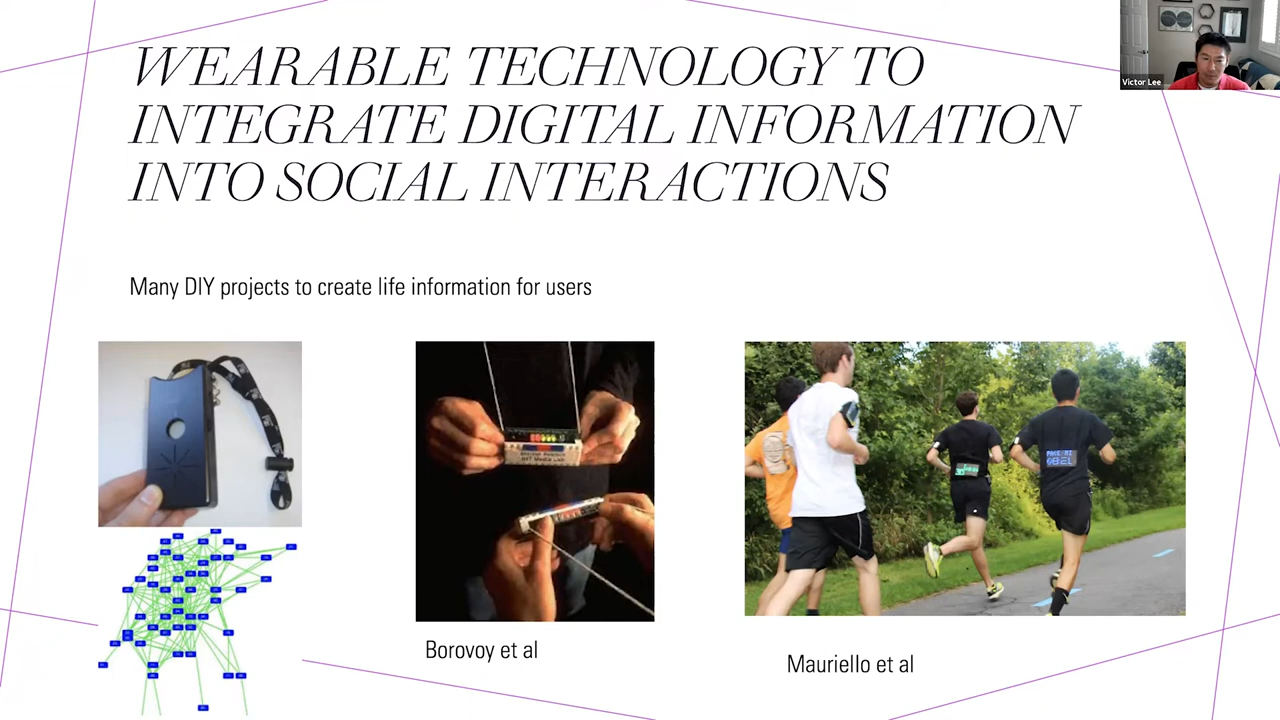 WEARABLE TECHNOLOGY TO
INTEGRATE DIGITAL INFORMATION
INTO SOCIAL INTERACTIONS
Victor Lee
Many DIY projects to create life information for users
Borovoy et al
Mauriello et al